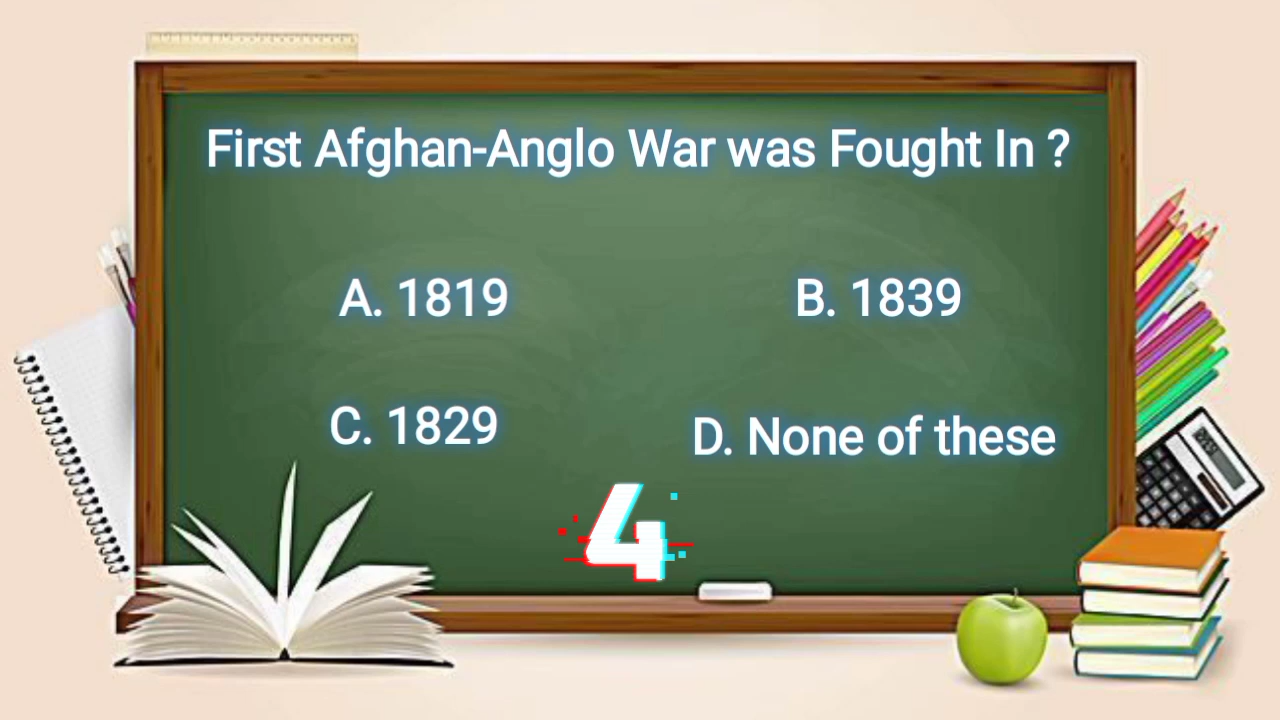 First Afghan-Anglo War was Fought In ?
A. 1819
B. 1839
C. 1829
D. None of these
4